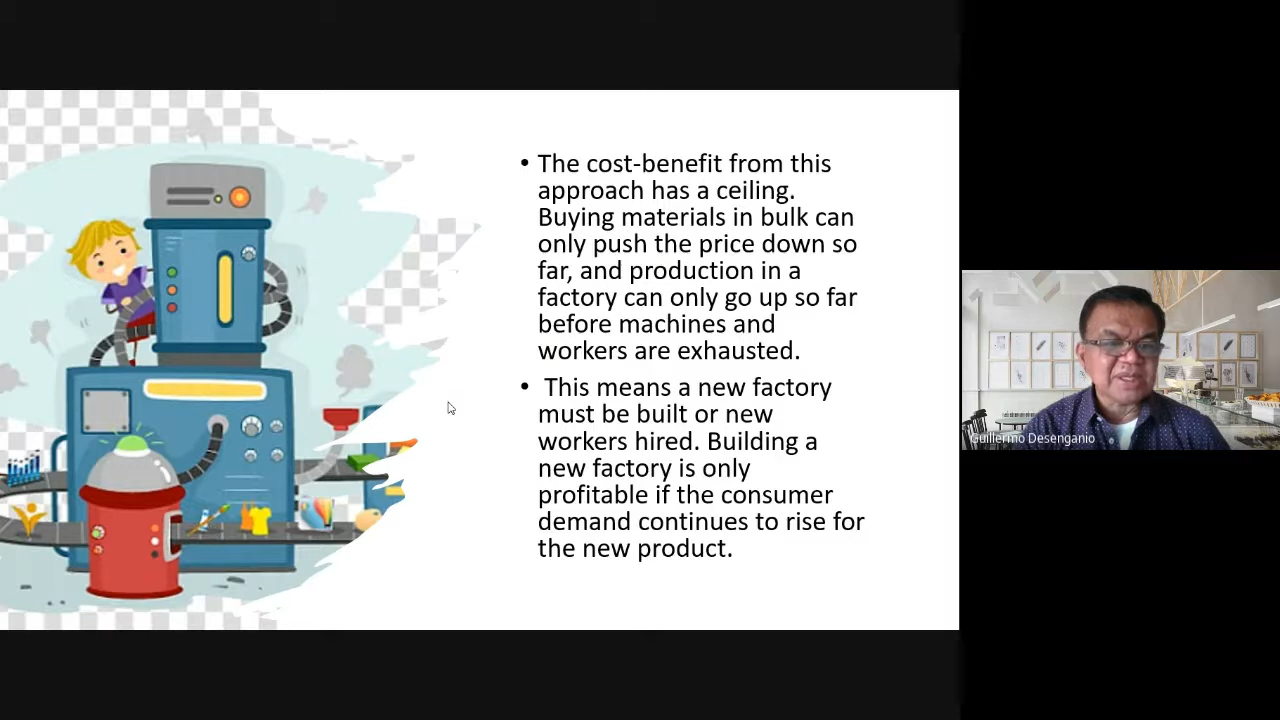 • The cost-benefit from this
approach has a ceiling.
Buying materials in bulk can
only push the price down so
far, and production in a
factory can only go up so far
before machines and
workers are exhausted.
• This means a new factory
must be built or new
workers hired. Building a
new factory is only
profitable if the consumer
demand continues to rise for
the new product.
Guillermo Desenganio